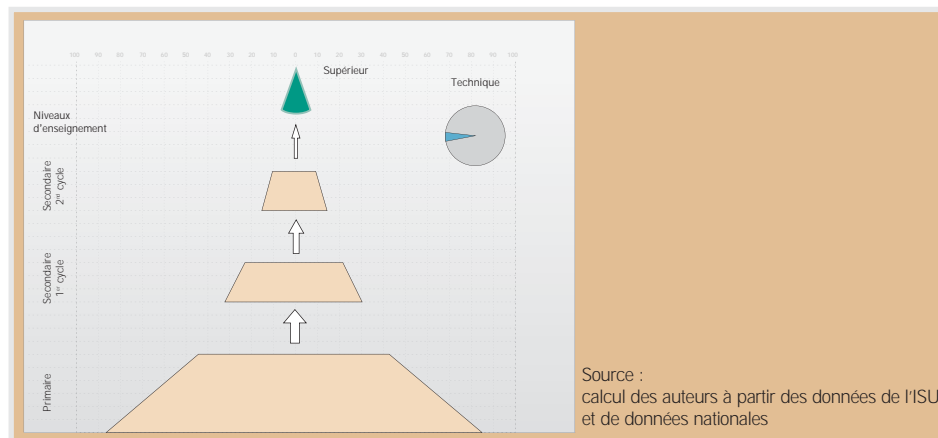 100 90 80 70 60 50 40 30 20 10 0 10 20 30 40 50 60 70 80 90 100
Supérieur
Technique
Niveaux
d'enseignement
Secondaire
2nd cycle
Secondaire
1er cycle
Primaire
Source :
calcul des auteurs à partir des données de l'ISU
et de données nationales